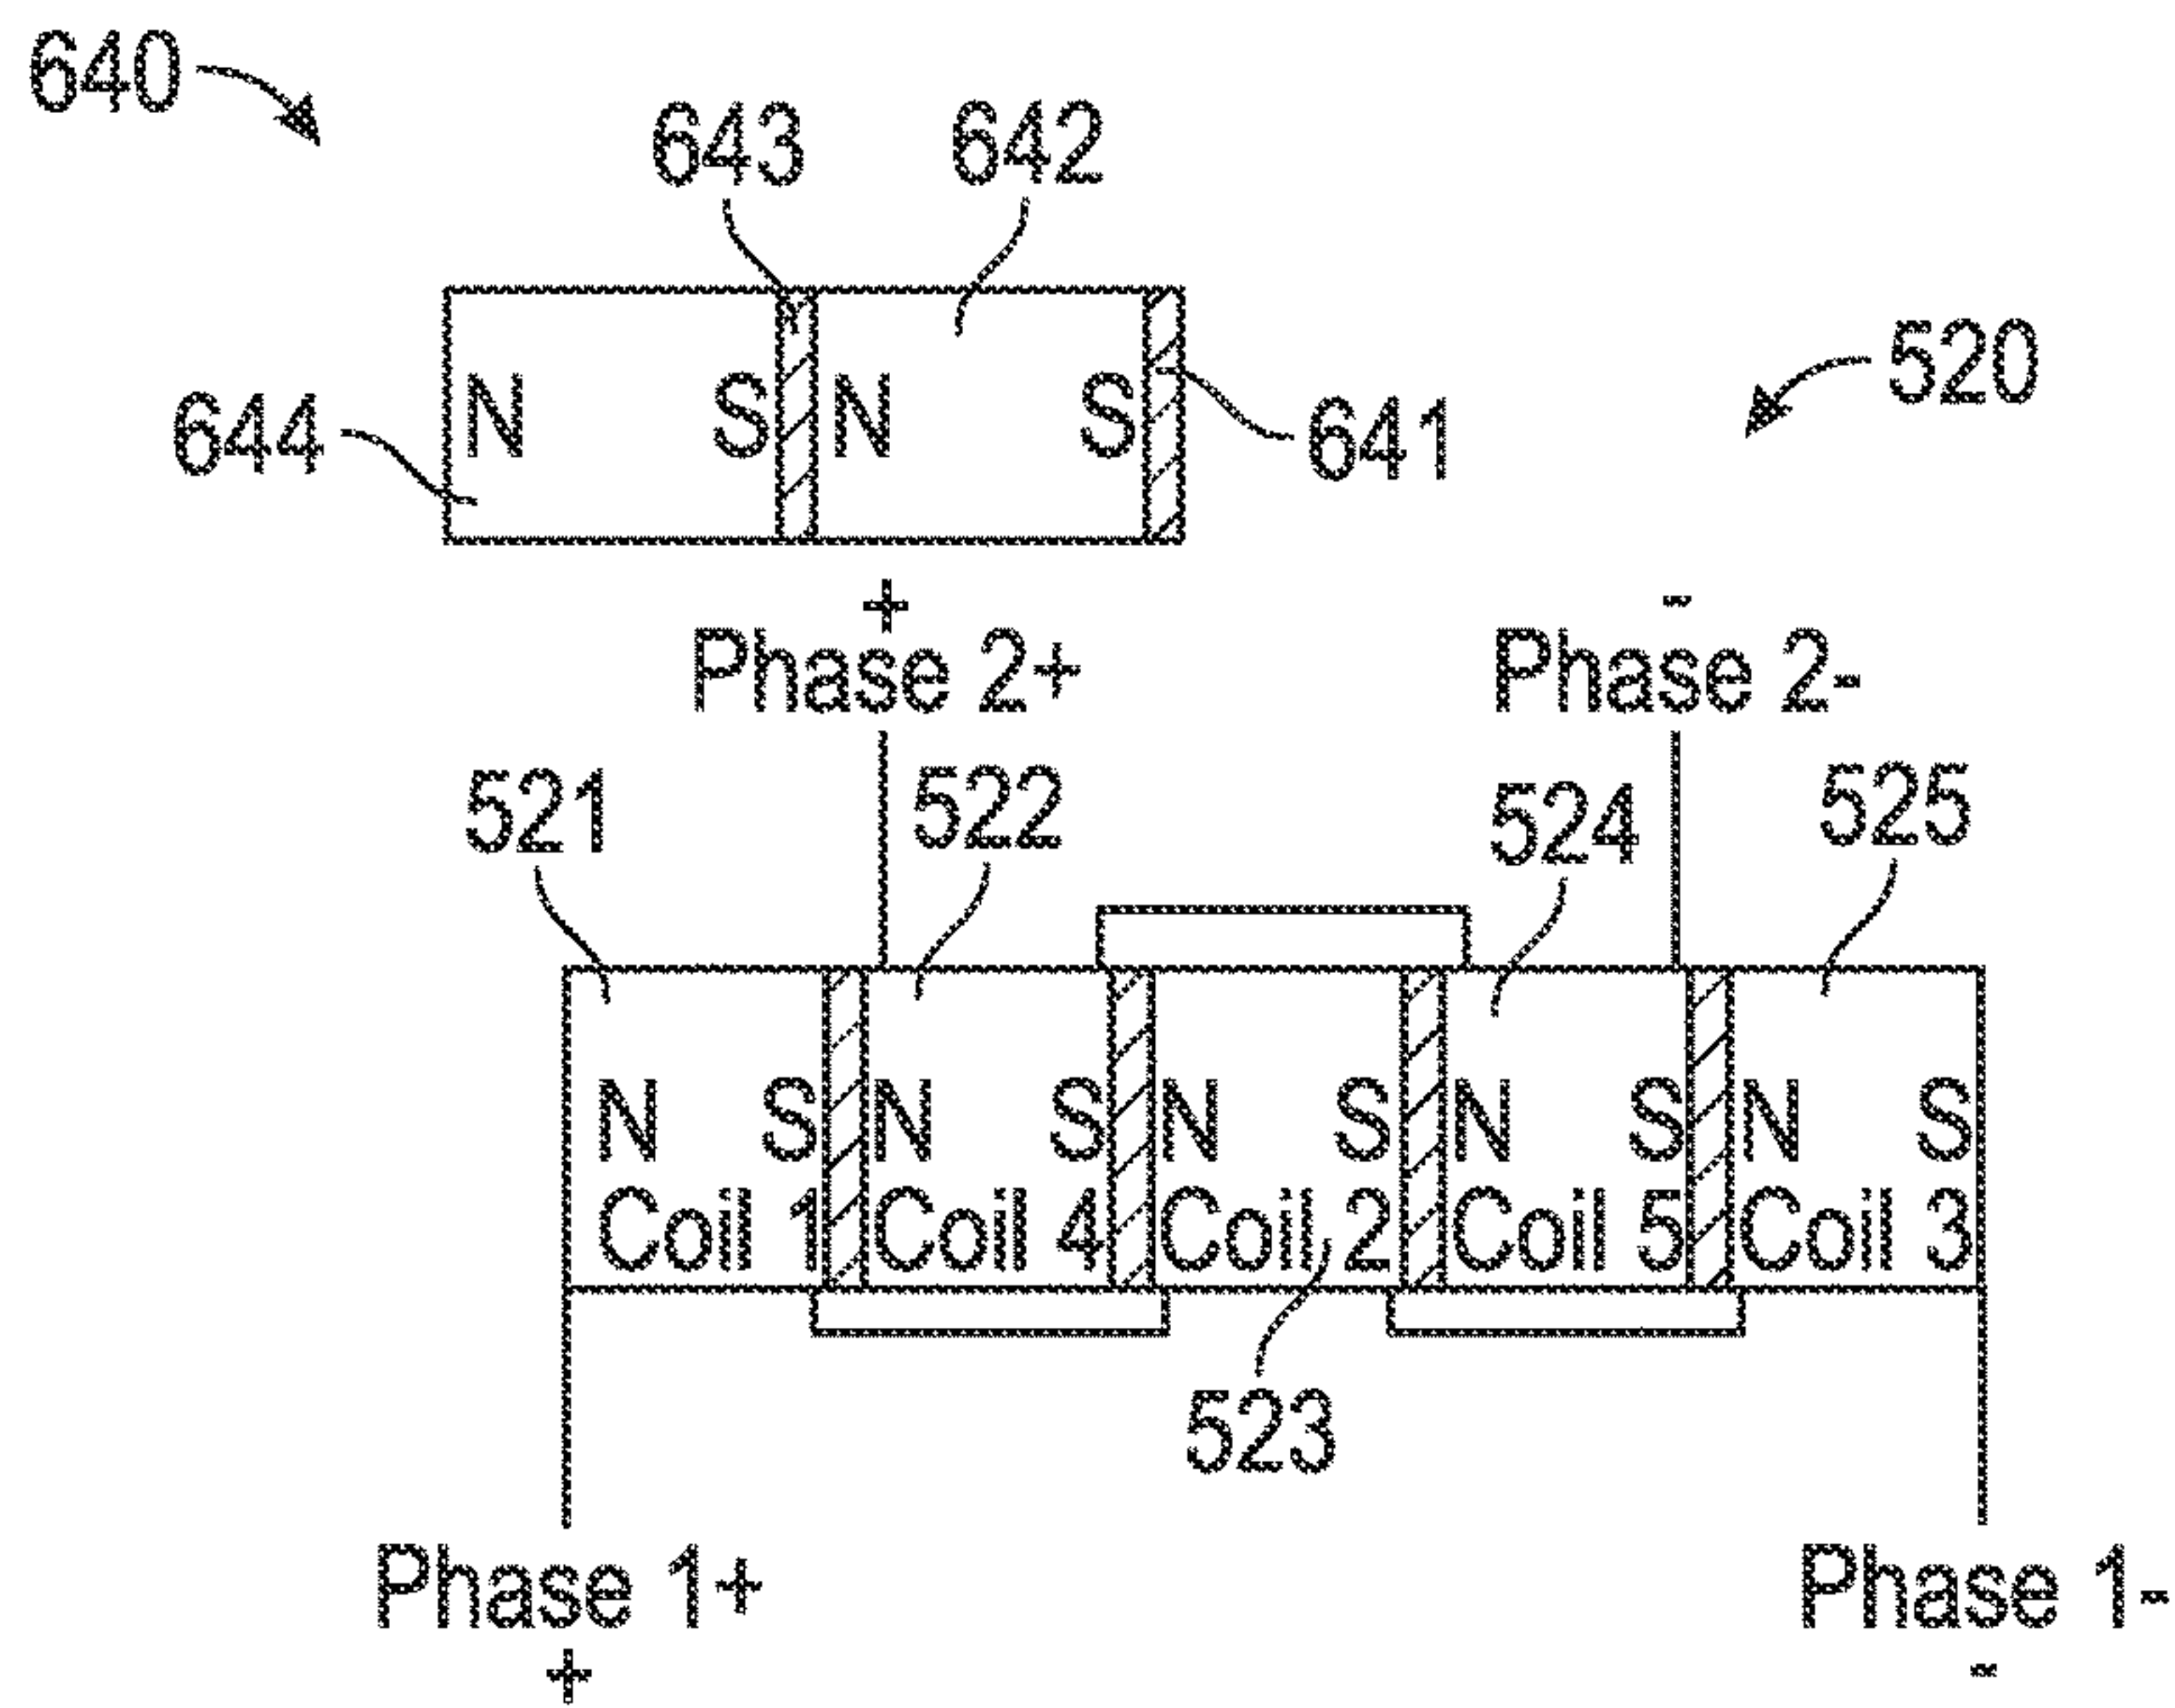 640
643 642
520
N S N S
644 641
+ -
Phase 2+ Phase 2-
521 522 524 525
N S N S N S N S N S
Coil 1 Coil 4 Coil 2 Coil 5 Coil 3
523
Phase 1+ Phase 1-
+ -